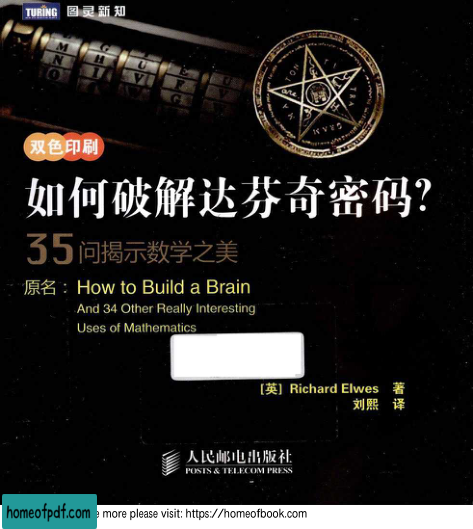 TURING 图灵新知
双色印刷
如何破解达芬奇密码?
35问揭示数学之美
原名: How to Build a Brain
And 34 Other Really Interesting
Uses of Mathematics
[英] Richard Elwes 著
刘熙 译
人民邮电出版社
POSTS & TELECOM PRESS
homeofpdf.com e more please visit: https://homeofbook.com